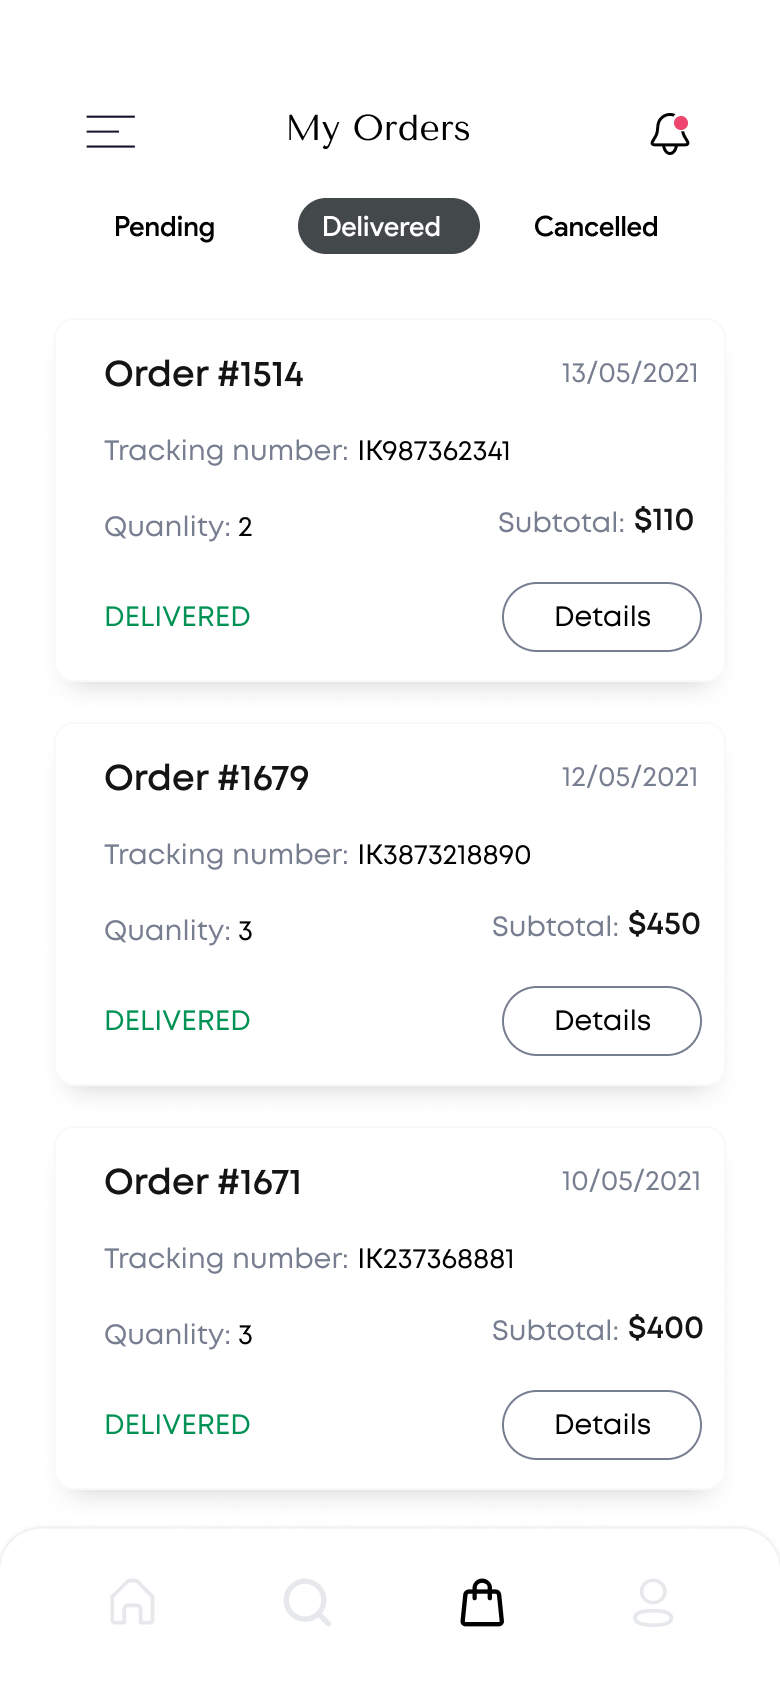 My Orders
Pending Delivered Cancelled
Order #1514 13/05/2021
Tracking number: IK987362341
Quanlity: 2 Subtotal: $110
DELIVERED Details
Order #1679 12/05/2021
Tracking number: IK3873218890
Quanlity: 3 Subtotal: $450
DELIVERED Details
Order #1671 10/05/2021
Tracking number: IK237368881
Quanlity: 3 Subtotal: $400
DELIVERED Details